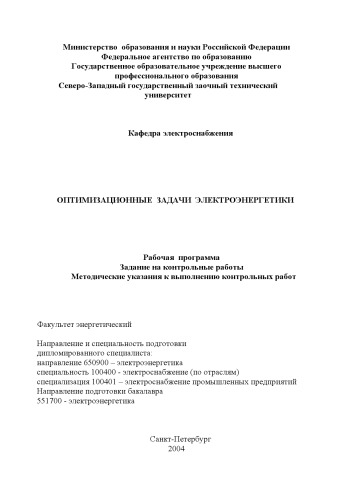 Министерство образования и науки Российской Федерации
Федеральное агентство по образованию
Государственное образовательное учреждение высшего
профессионального образования
Северо-Западный государственный заочный технический
университет
Кафедра электроснабжения
ОПТИМИЗАЦИОННЫЕ ЗАДАЧИ ЭЛЕКТРОЭНЕРГЕТИКИ
Рабочая программа
Задание на контрольные работы
Методические указания к выполнению контрольных работ
Факультет энергетический
Направление и специальность подготовки
дипломированного специалиста:
направление 650900 – электроэнергетика
специальность 100400 - электроснабжение (по отраслям)
специализация 100401 – электроснабжение промышленных предприятий
Направление подготовки бакалавра
551700 - электроэнергетика
Санкт-Петербург
2004